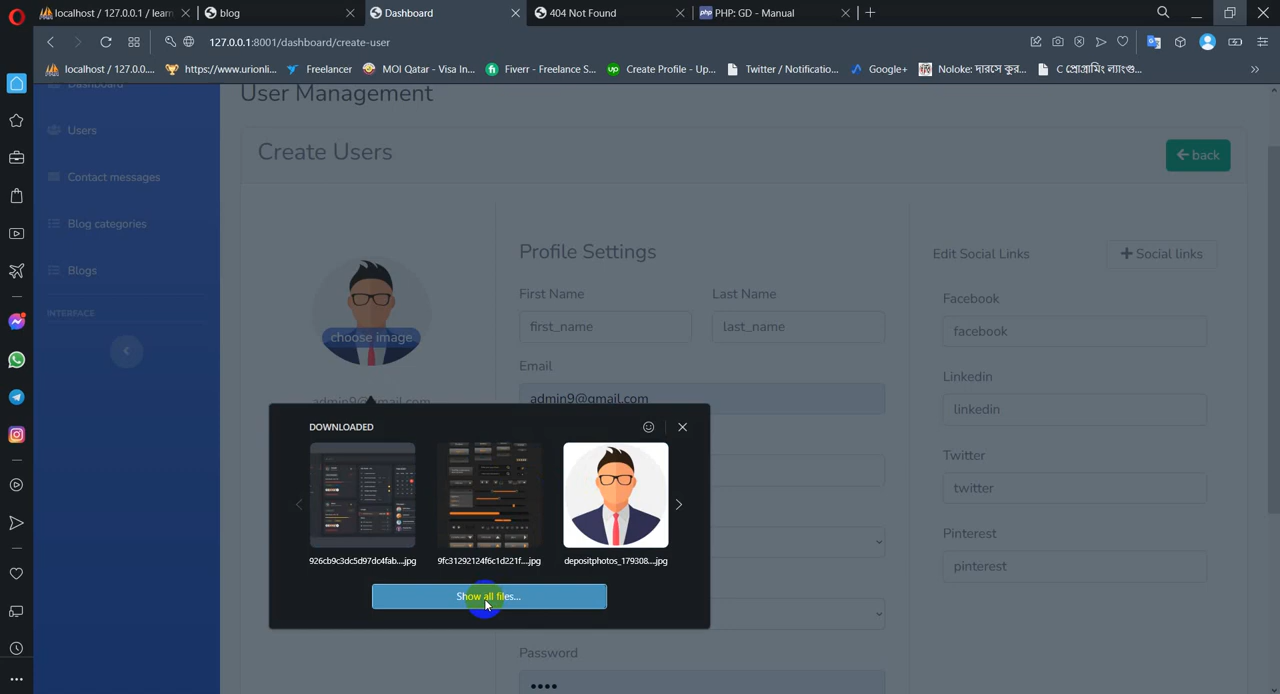 localhost / 127.0.0.1 / learn
blog
Dashboard
404 Not Found
PHP: GD - Manual
127.0.0.1:8001/dashboard/create-user
localhost / 127.0.0....
https://www.urionli...
Freelancer
MOI Qatar - Visa In...
Fiverr - Freelance S...
Create Profile - Up...
Twitter / Notificatio...
Google+
Noloke: দারসে কুর...
C প্রোগ্রামিং ল্যাংগু...
Dashboard
Users
Contact messages
Blog categories
Blogs
INTERFACE
User Management
Create Users
back
choose image
admin9@gmail.com
Profile Settings
First Name
Last Name
first_name
last_name
Email
admin9@gmail.com
Password
••••
Edit Social Links
Social links
Facebook
facebook
Linkedin
linkedin
Twitter
twitter
Pinterest
pinterest
DOWNLOADED
926cb9c3dc5d97dc4fab....jpg
9fc31292124f6c1d221f....jpg
depositphotos_179308....jpg
Show all files...